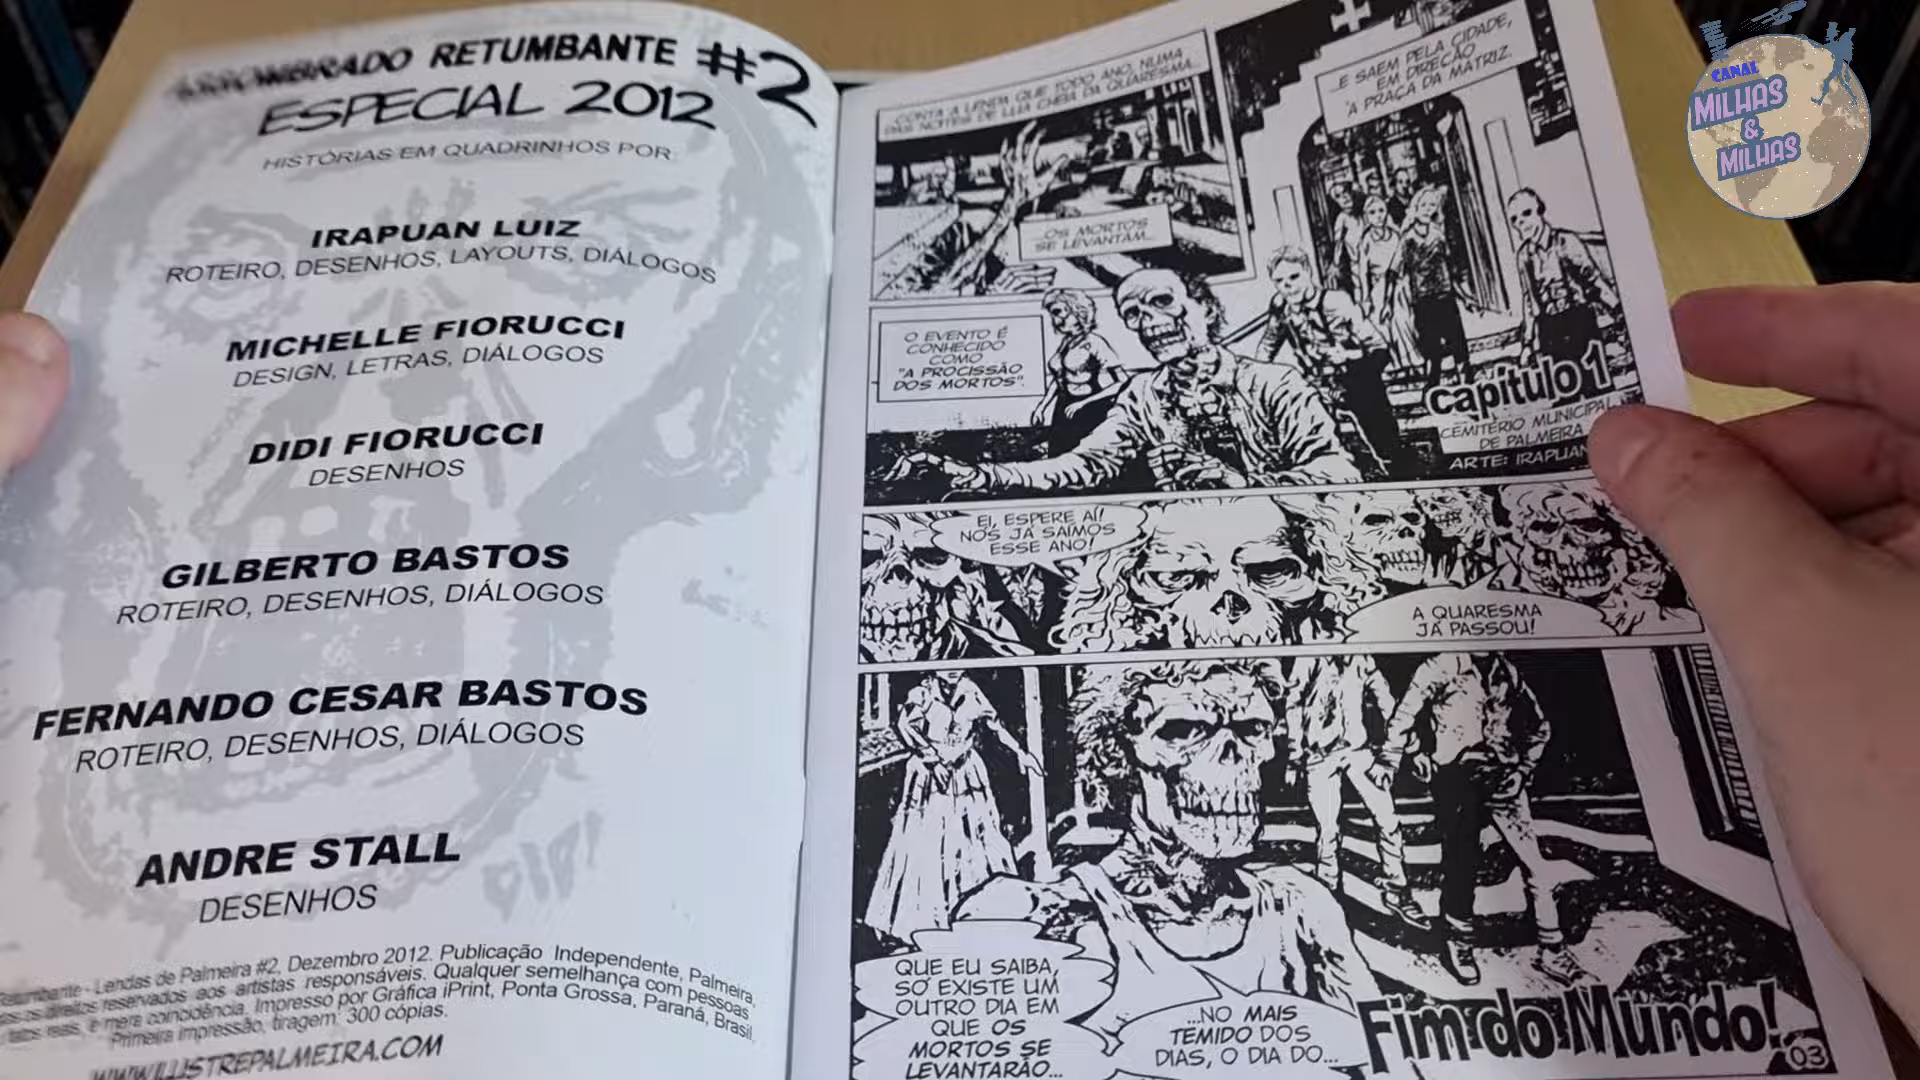 ASSOMBRADO RETUMBANTE #2
ESPECIAL 2012
HISTÓRIAS EM QUADRINHOS POR
IRAPUAN LUIZ
ROTEIRO, DESENHOS, LAYOUTS, DIÁLOGOS
MICHELLE FIORUCCI
DESIGN, LETRAS, DIÁLOGOS
DIDI FIORUCCI
DESENHOS
GILBERTO BASTOS
ROTEIRO, DESENHOS, DIÁLOGOS
FERNANDO CESAR BASTOS
ROTEIRO, DESENHOS, DIÁLOGOS
ANDRE STALL
DESENHOS
Retumbante - Lendas de Palmeira #2, Dezembro 2012. Publicação Independente, Palmeira,
direitos reservados aos artistas responsáveis. Qualquer semelhança com pessoas
fatos reais, é mera coincidência. Impresso por Gráfica iPrint, Ponta Grossa, Paraná, Brasil.
Primeira impressão, tiragem: 300 cópias.
WWW.ILUSTREPALMEIRA.COM
CONTA A LENDA QUE TODO ANO, NUMA
DAS NOITES DE LUA CHEIA DA QUARESMA...
...OS MORTOS
SE LEVANTAM...
...E SAEM PELA CIDADE,
EM DIREÇÃO
À PRAÇA DA MATRIZ.
O EVENTO É
CONHECIDO
COMO
"A PROCISSÃO
DOS MORTOS".
capítulo 1
CEMITÉRIO MUNICIPAL
DE PALMEIRA
ARTE: IRAPUAN
EI, ESPERE AÍ!
NÓS JÁ SAÍMOS
ESSE ANO!
A QUARESMA
JÁ PASSOU!
QUE EU SAIBA,
SÓ EXISTE UM
OUTRO DIA EM
QUE OS
MORTOS SE
LEVANTARÃO...
...NO MAIS
TEMIDO DOS
DIAS, O DIA DO...
Fim do Mundo!
03
CANAL
MILHAS
&
MILHAS